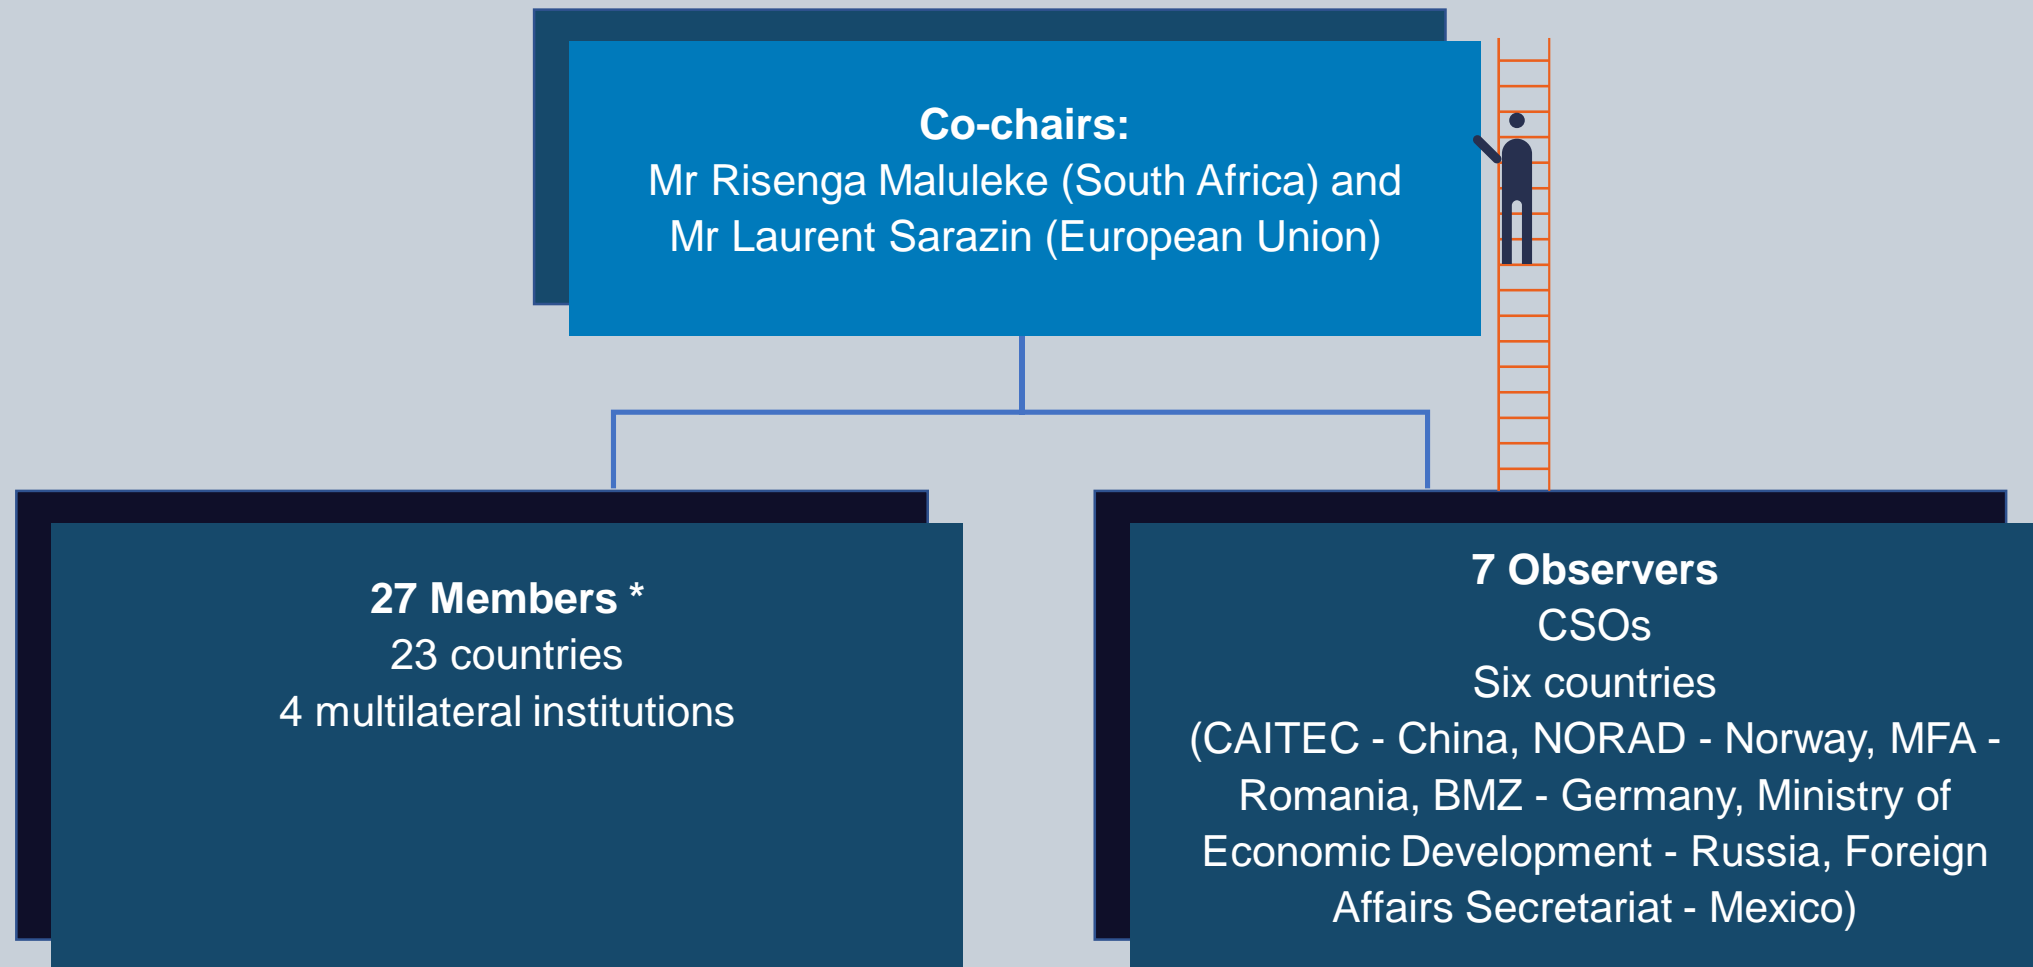 Co-chairs:
Mr Risenga Maluleke (South Africa) and
Mr Laurent Sarazin (European Union)
27 Members *
23 countries
4 multilateral institutions
7 Observers
CSOs
Six countries
(CAITEC - China, NORAD - Norway, MFA -
Romania, BMZ - Germany, Ministry of
Economic Development - Russia, Foreign
Affairs Secretariat - Mexico)